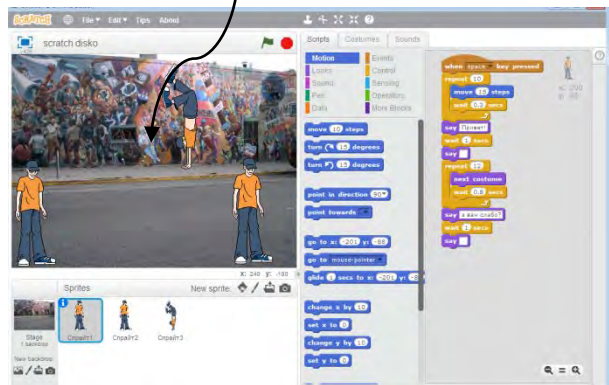 SCRATCH File▼ Edit▼ Tips About
scratch disko
Scripts Costumes Sounds
Motion Events
Looks Control
Sound Sensing
Pen Operators
Data More Blocks
move 10 steps
turn 15 degrees
turn 15 degrees
point in direction 90▼
point towards
go to x: -201 y: -88
go to mouse-pointer
glide 1 secs to x: -201 y:
change x by 10
set x to 0
change y by 10
set y to 0
when space key pressed
repeat 10
move 15 steps
wait secs
say Привет!
wait 1 secs
say
repeat 12
next costume
wait 0.8 secs
say а вам слабо?
wait 1 secs
say
X: 240 y: -180
Sprites New sprite:
Stage
1 backdrop
New backdrop:
Спрайт1 Спрайт2 Спрайт3